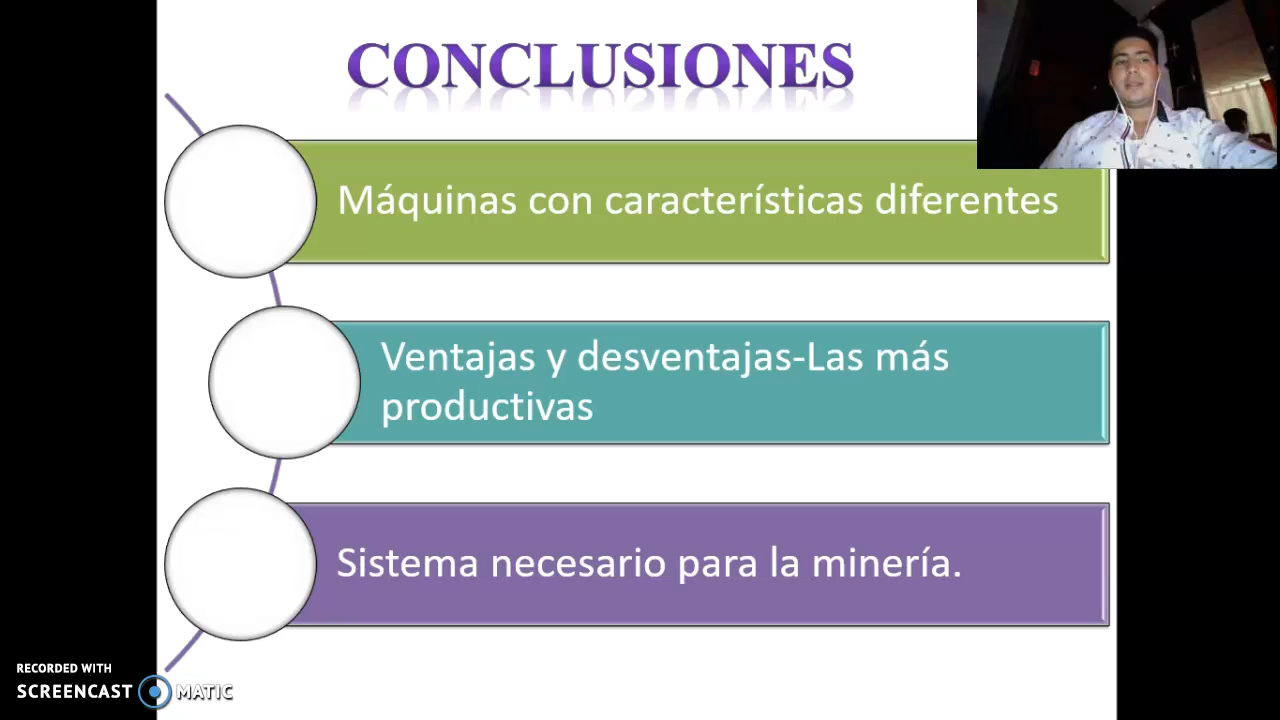 CONCLUSIONES
Máquinas con características diferentes
Ventajas y desventajas-Las más
productivas
Sistema necesario para la minería.
RECORDED WITH
SCREENCAST MATIC